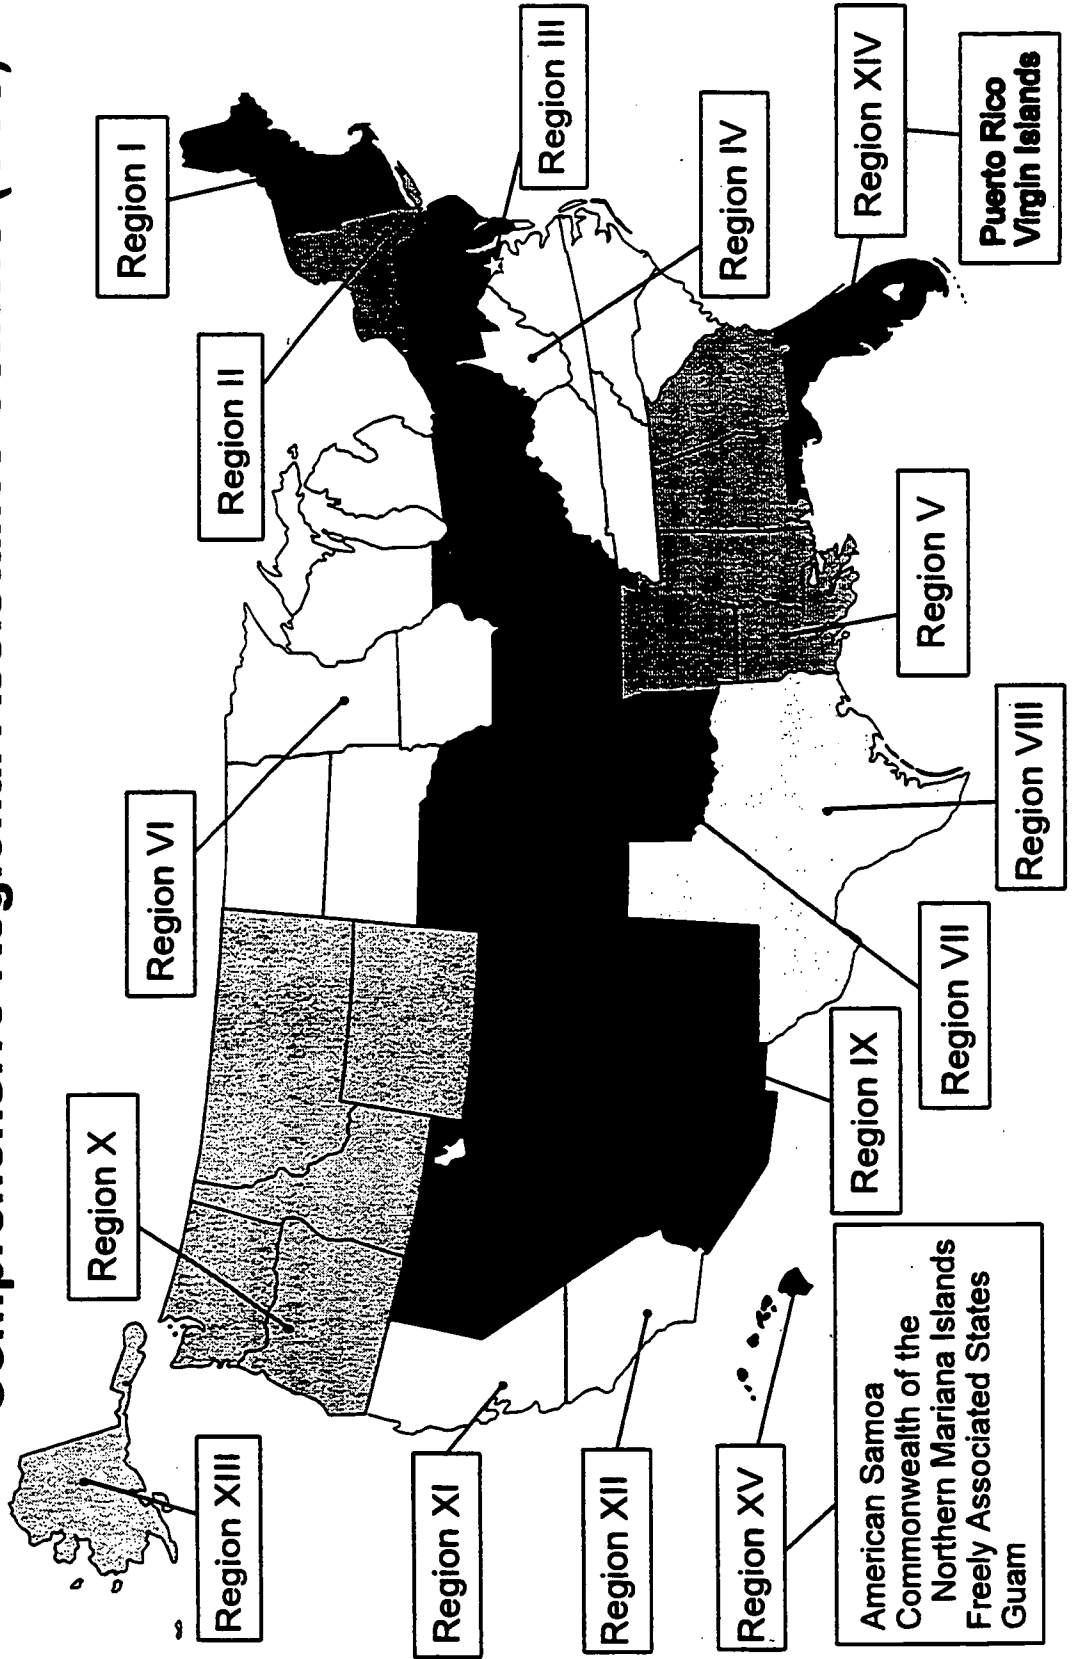 Region I
Region II
Region III
Region IV
Region VI
Region X
Region XIII
Region XI
Region XII
Region XV
American Samoa
Commonwealth of the
Northern Mariana Islands
Freely Associated States
Guam
Region IX
Region VII
Region VIII
Region V
Region XIV
Puerto Rico
Virgin Islands